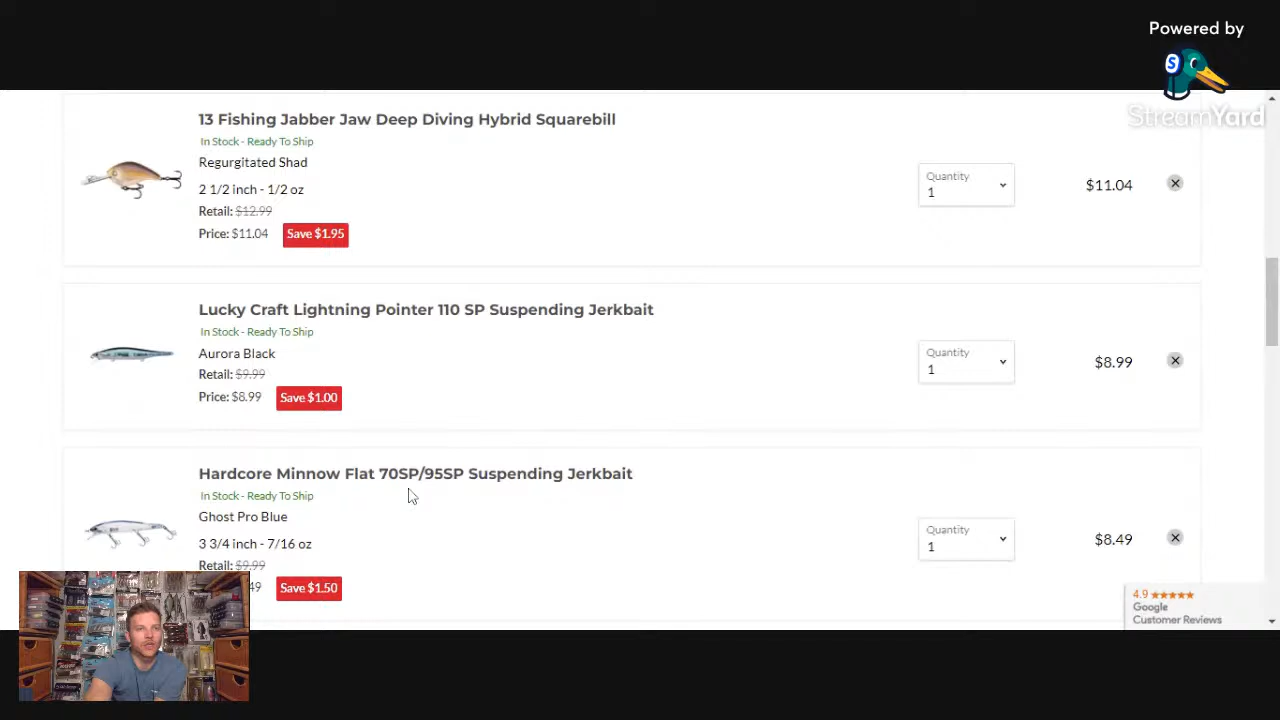 Powered by
S
StreamYard
13 Fishing Jabber Jaw Deep Diving Hybrid Squarebill
In Stock - Ready To Ship
Regurgitated Shad
2 1/2 inch - 1/2 oz
Retail: $12.99
Price: $11.04 Save $1.95
Quantity
1
$11.04
Lucky Craft Lightning Pointer 110 SP Suspending Jerkbait
In Stock - Ready To Ship
Aurora Black
Retail: $9.99
Price: $8.99 Save $1.00
Quantity
1
$8.99
Hardcore Minnow Flat 70SP/95SP Suspending Jerkbait
In Stock - Ready To Ship
Ghost Pro Blue
3 3/4 inch - 7/16 oz
Retail: $9.99
49 Save $1.50
Quantity
1
$8.49
4.9 ★★★★★
Google
Customer Reviews